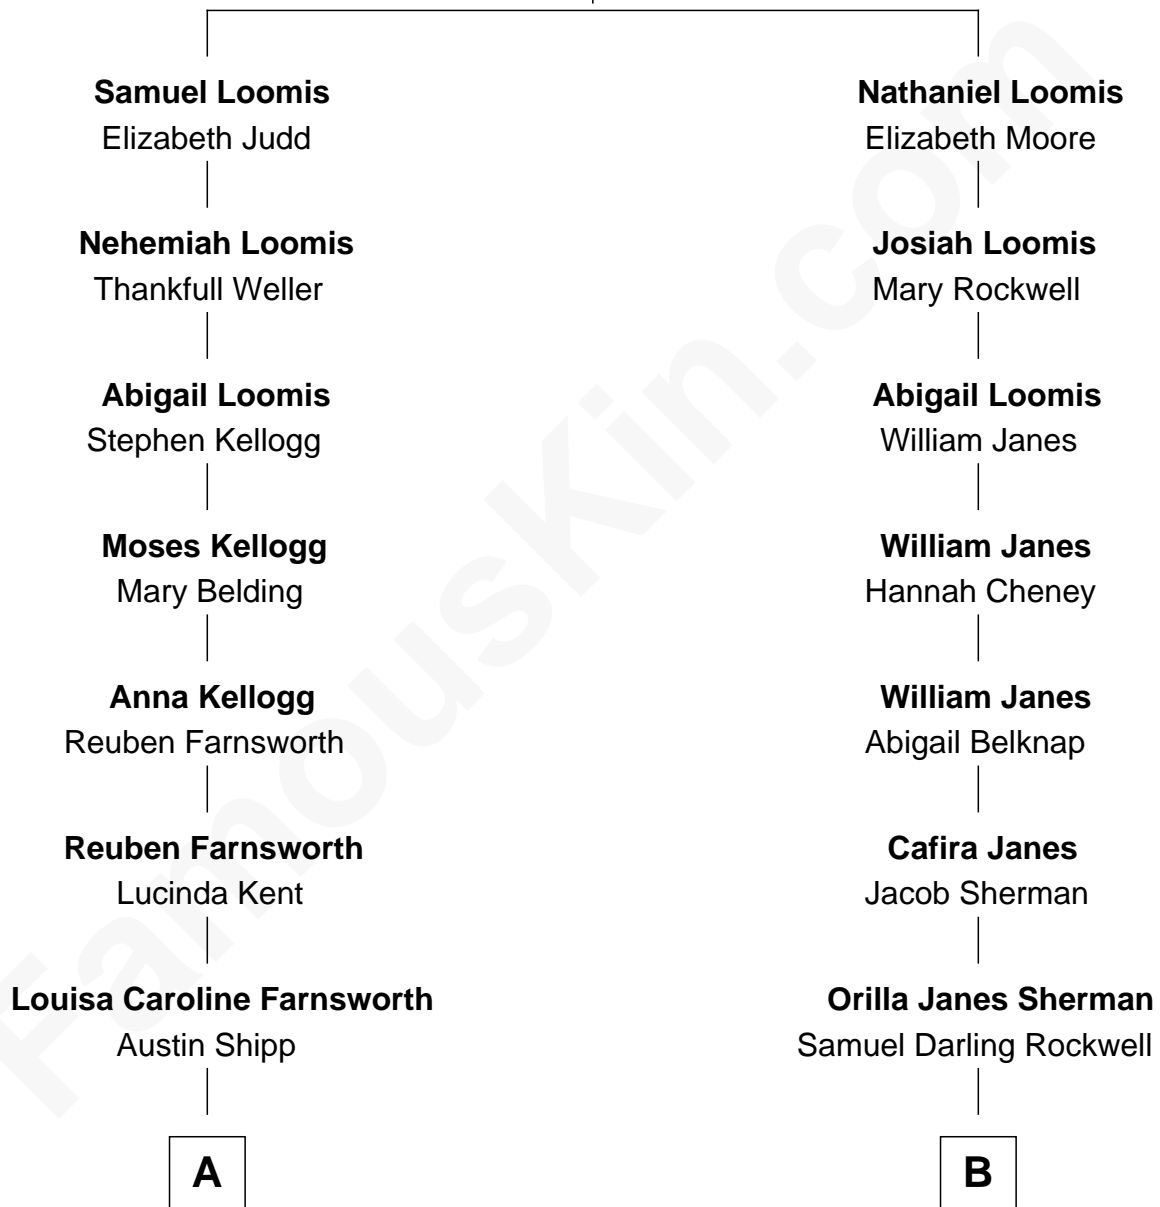 Samuel Loomis
Elizabeth Judd
Nathaniel Loomis
Elizabeth Moore
Nehemiah Loomis
Thankfull Weller
Josiah Loomis
Mary Rockwell
Abigail Loomis
Stephen Kellogg
Abigail Loomis
William Janes
Moses Kellogg
Mary Belding
William Janes
Hannah Cheney
Anna Kellogg
Reuben Farnsworth
William Janes
Abigail Belknap
Reuben Farnsworth
Lucinda Kent
Cafira Janes
Jacob Sherman
Louisa Caroline Farnsworth
Austin Shipp
Orilla Janes Sherman
Samuel Darling Rockwell
A
B
FamousKin.com